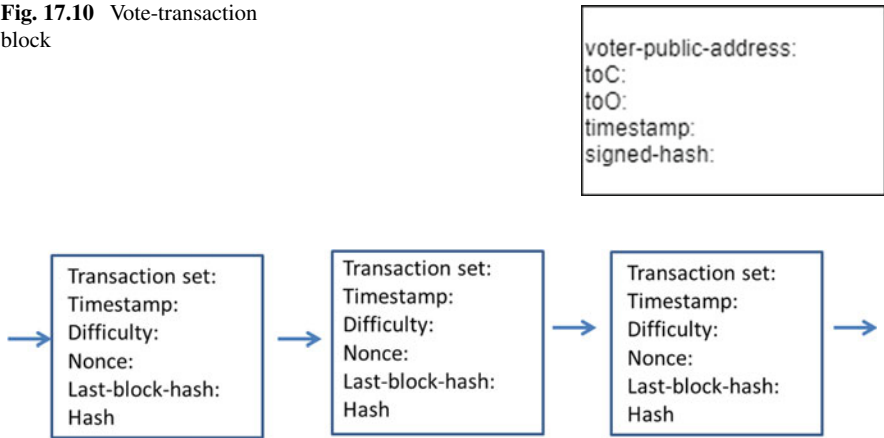 Fig. 17.10 Vote-transaction
block
voter-public-address:
toC:
toO:
timestamp:
signed-hash:
Transaction set:
Timestamp:
Difficulty:
Nonce:
Last-block-hash:
Hash
Transaction set:
Timestamp:
Difficulty:
Nonce:
Last-block-hash:
Hash
Transaction set:
Timestamp:
Difficulty:
Nonce:
Last-block-hash:
Hash